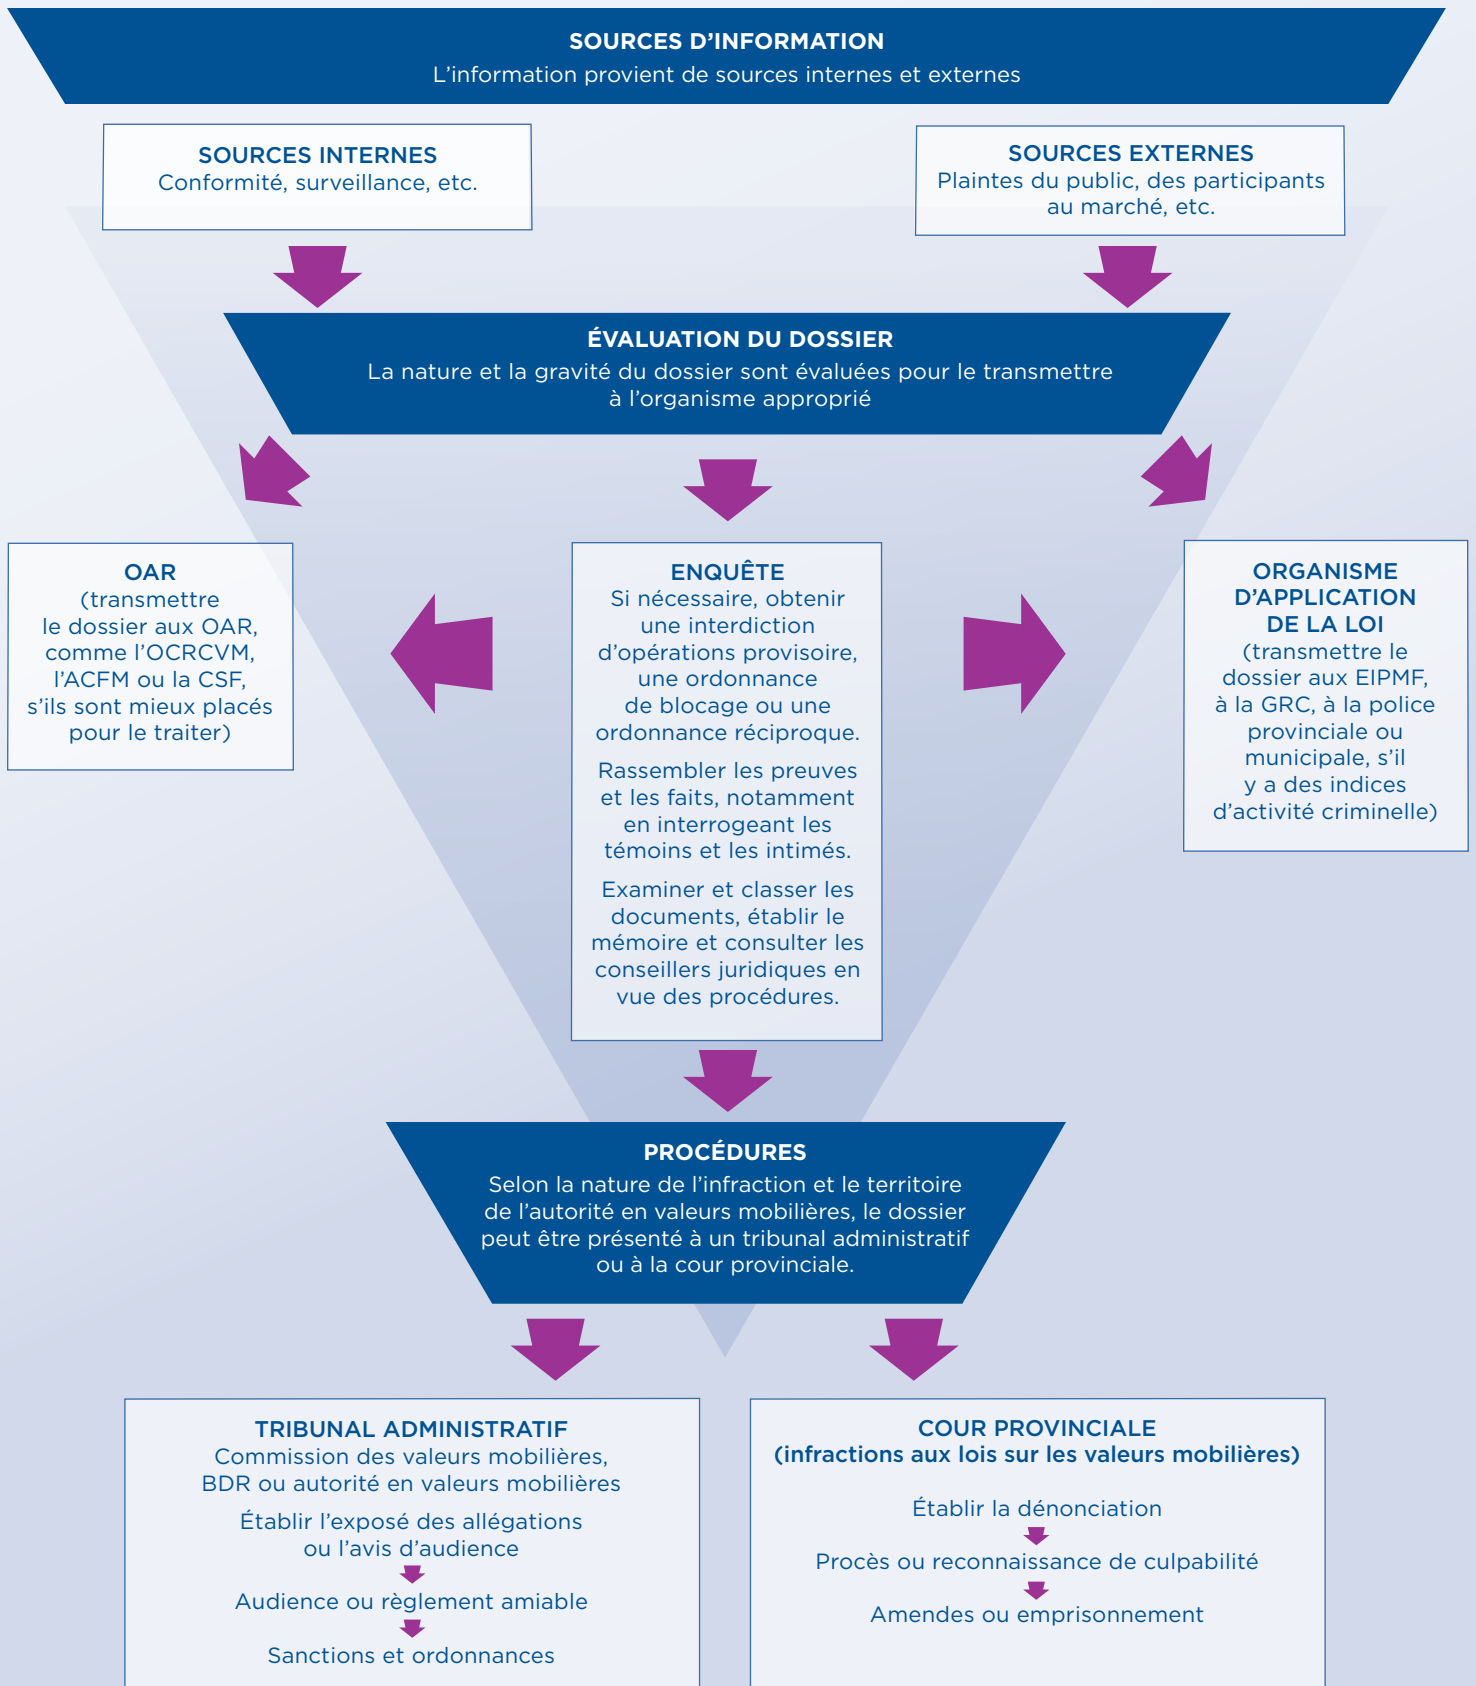 SOURCES D’INFORMATION
L’information provient de sources internes et externes
SOURCES INTERNES
Conformité, surveillance, etc.
SOURCES EXTERNES
Plaintes du public, des participants
au marché, etc.
ÉVALUATION DU DOSSIER
La nature et la gravité du dossier sont évaluées pour le transmettre
à l’organisme approprié
OAR
(transmettre
le dossier aux OAR,
comme l’OCRCVM,
l’ACFM ou la CSF,
s’ils sont mieux placés
pour le traiter)
ENQUÊTE
Si nécessaire, obtenir
une interdiction
d’opérations provisoire,
une ordonnance
de blocage ou une
ordonnance réciproque.
Rassembler les preuves
et les faits, notamment
en interrogeant les
témoins et les intimés.
Examiner et classer les
documents, établir le
mémoire et consulter les
conseillers juridiques en
vue des procédures.
ORGANISME
D’APPLICATION
DE LA LOI
(transmettre le
dossier aux EIPMF,
à la GRC, à la police
provinciale ou
municipale, s’il
y a des indices
d’activité criminelle)
PROCÉDURES
Selon la nature de l’infraction et le territoire
de l’autorité en valeurs mobilières, le dossier
peut être présenté à un tribunal administratif
ou à la cour provinciale.
TRIBUNAL ADMINISTRATIF
Commission des valeurs mobilières,
BDR ou autorité en valeurs mobilières
Établir l’exposé des allégations
ou l’avis d’audience
Audience ou règlement amiable
Sanctions et ordonnances
COUR PROVINCIALE
(infractions aux lois sur les valeurs mobilières)
Établir la dénonciation
Procès ou reconnaissance de culpabilité
Amendes ou emprisonnement